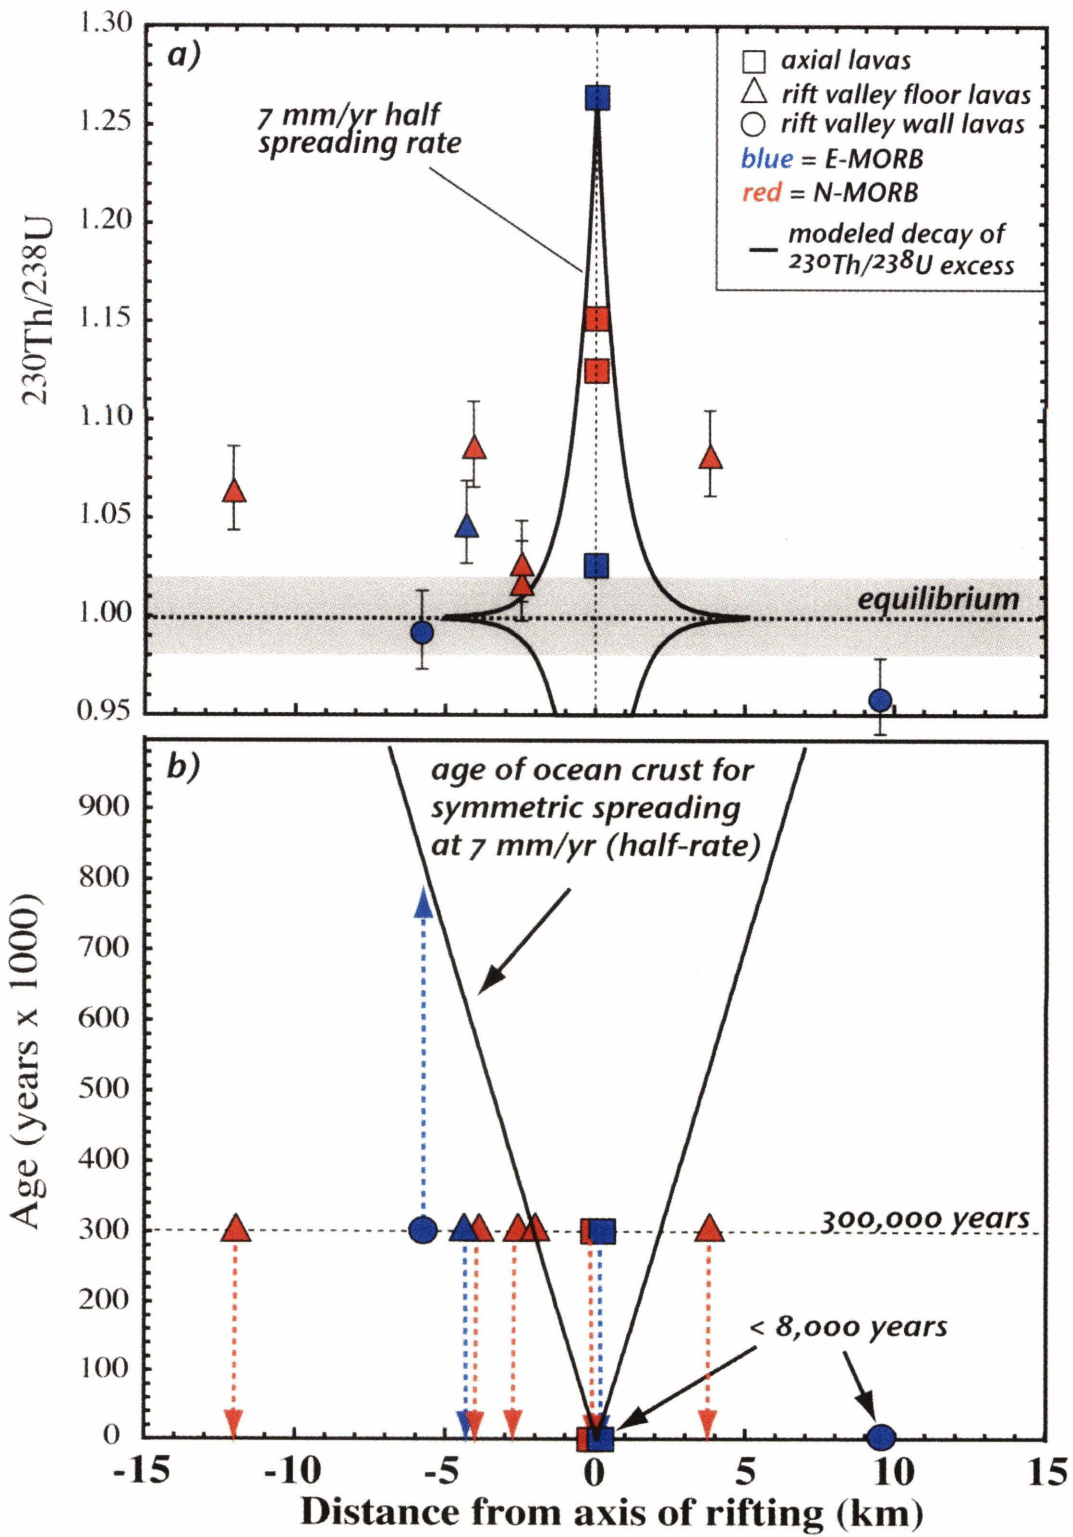 a)
7 mm/yr half
spreading rate
axial lavas
rift valley floor lavas
rift valley wall lavas
blue = E-MORB
red = N-MORB
modeled decay of
230Th/238U excess
230Th/238U
1.30
1.25
1.20
1.15
1.10
1.05
1.00
0.95
equilibrium
b)
age of ocean crust for
symmetric spreading
at 7 mm/yr (half-rate)
Age (years x 1000)
900
800
700
600
500
400
300
200
100
0
300,000 years
< 8,000 years
-15
-10
-5
0
5
10
15
Distance from axis of rifting (km)